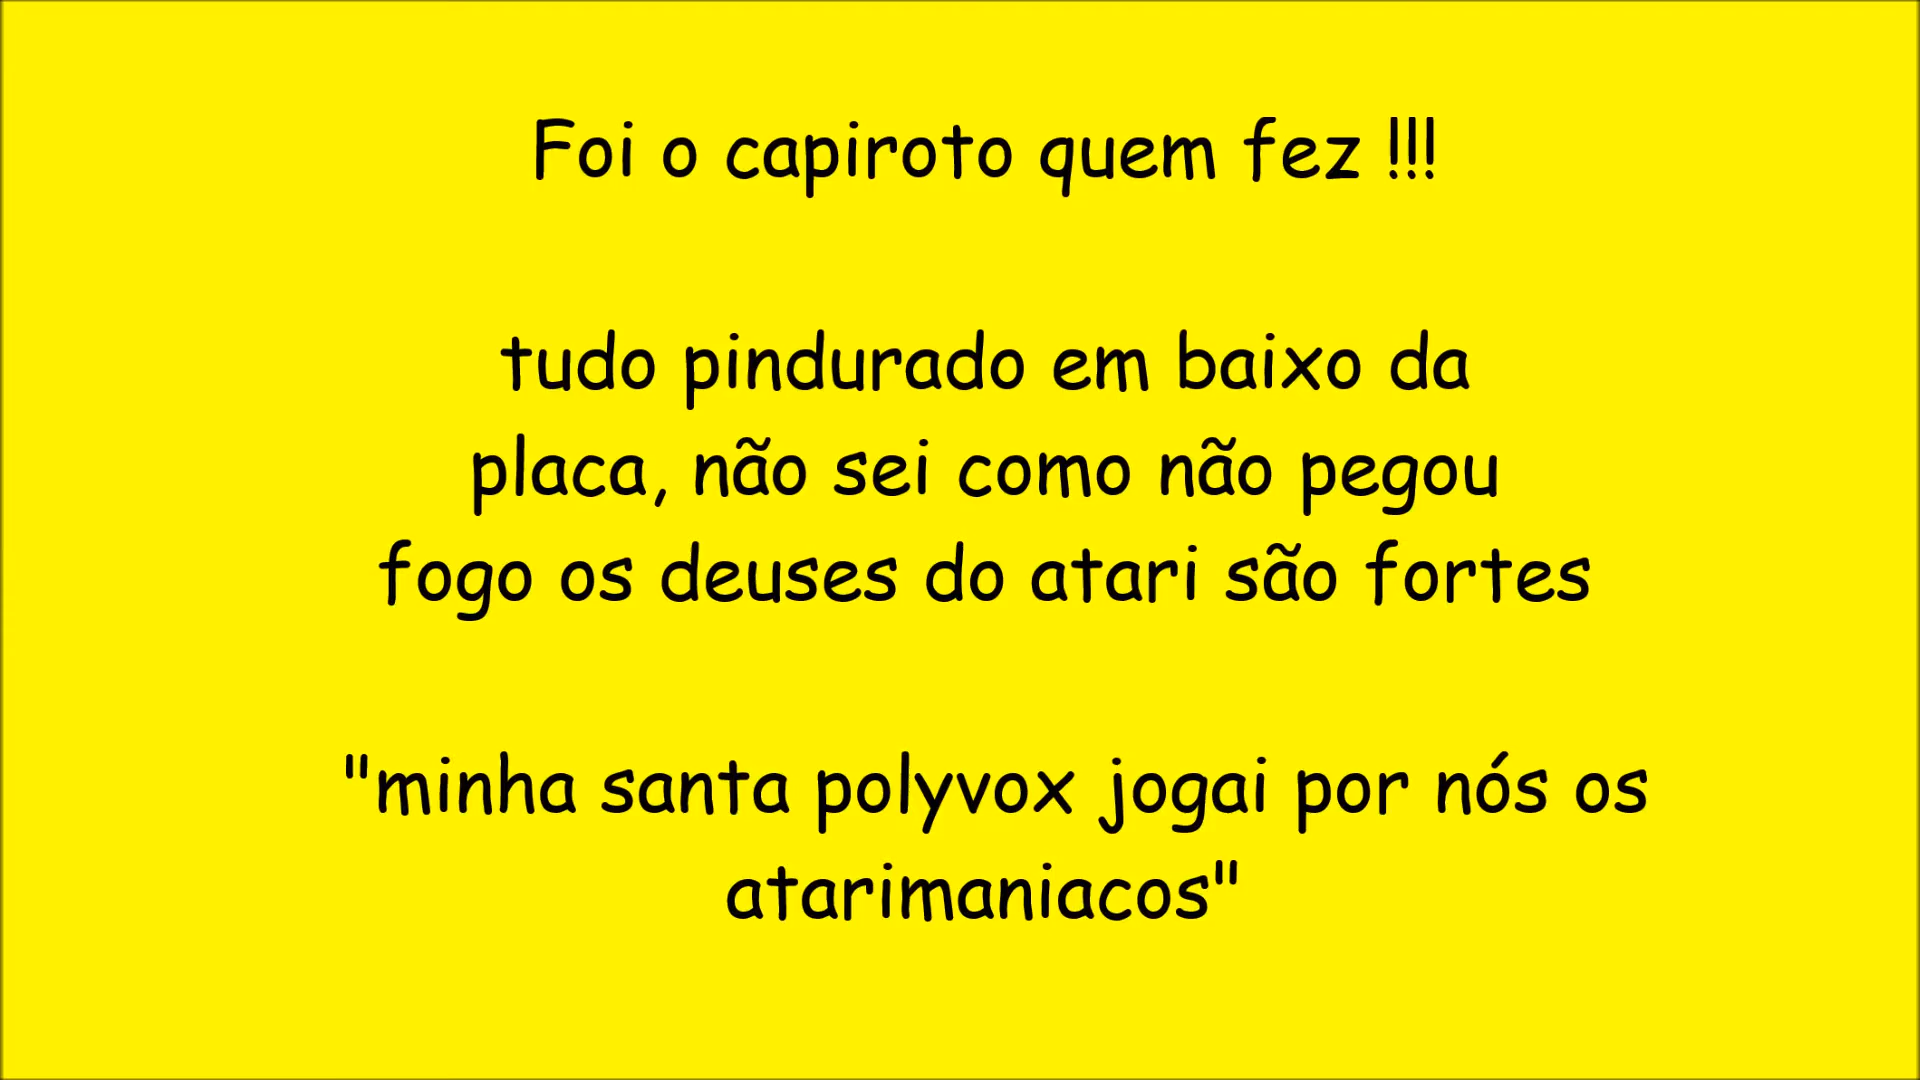 Foi o capiroto quem fez !!!
tudo pindurado em baixo da
placa, não sei como não pegou
fogo os deuses do atari são fortes
"minha santa polyvox jogai por nós os
atarimaniacos"